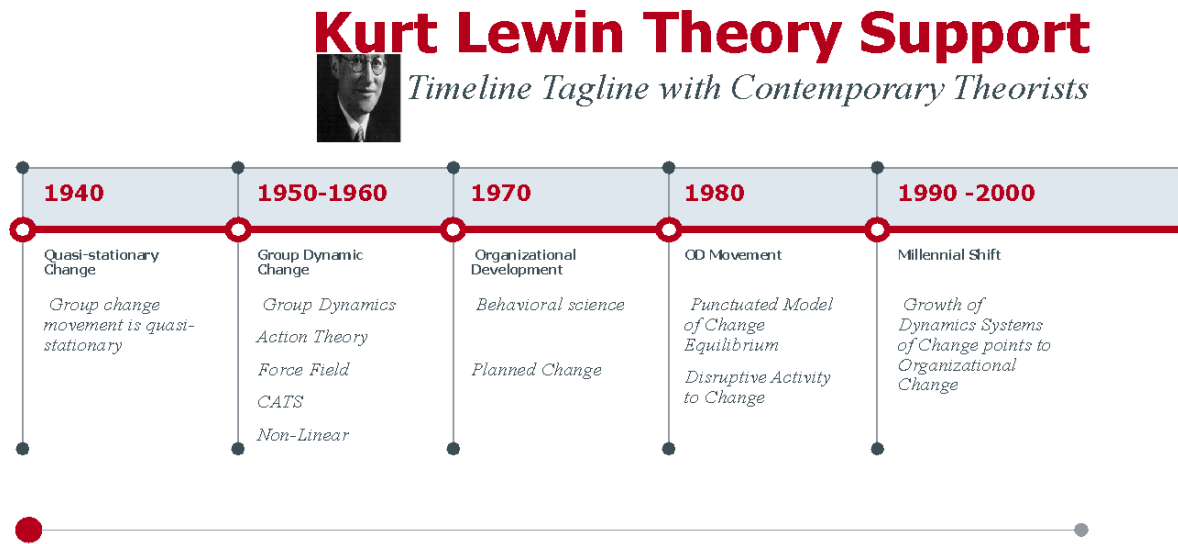 Kurt Lewin Theory Support
Timeline Tagline with Contemporary Theorists
1940
Quasi-stationary
Change
Group change
movement is quasi-
stationary
1950-1960
Group Dynamic
Change
Group Dynamics
Action Theory
Force Field
CATS
Non-Linear
1970
Organizational
Development
Behavioral science
Planned Change
1980
OD Movement
Punctuated Model
of Change
Equilibrium
Disruptive Activity
to Change
1990 -2000
Millennial Shift
Growth of
Dynamics Systems
of Change points to
Organizational
Change